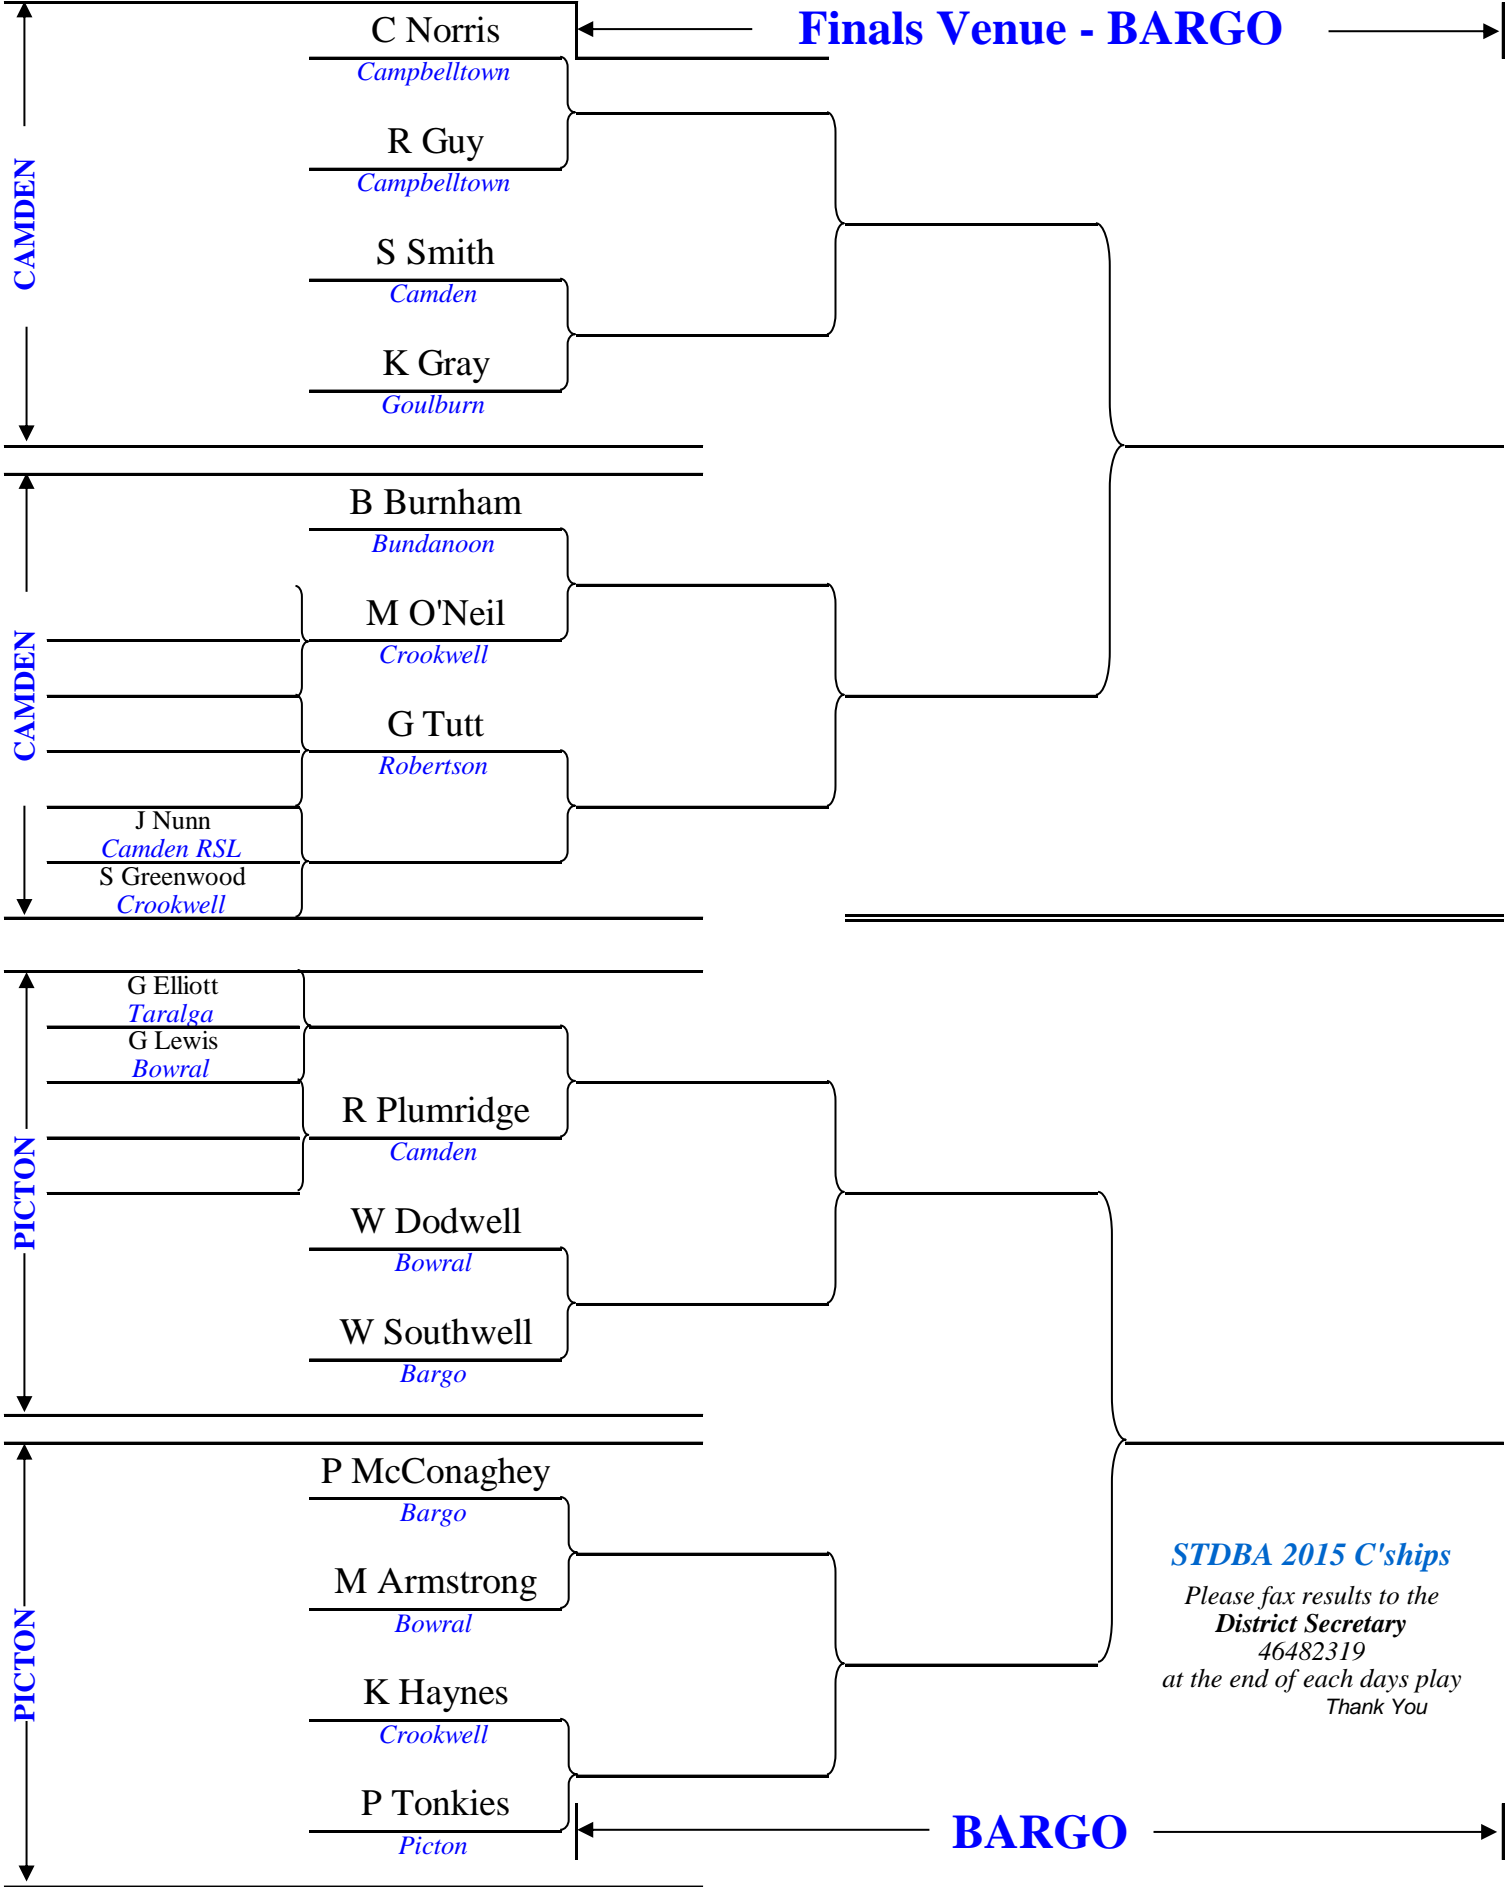 Finals Venue - BARGO
CAMDEN
C Norris
Campbelltown
R Guy
Campbelltown
S Smith
Camden
K Gray
Goulburn
CAMDEN
B Burnham
Bundanoon
M O'Neil
Crookwell
G Tutt
Robertson
J Nunn
Camden RSL
S Greenwood
Crookwell
PICTON
G Elliott
Taralga
G Lewis
Bowral
R Plumridge
Camden
W Dodwell
Bowral
W Southwell
Bargo
PICTON
P McConaghey
Bargo
M Armstrong
Bowral
K Haynes
Crookwell
P Tonkies
Picton
STDBA 2015 C'ships
Please fax results to the
District Secretary
46482319
at the end of each days play
Thank You
BARGO